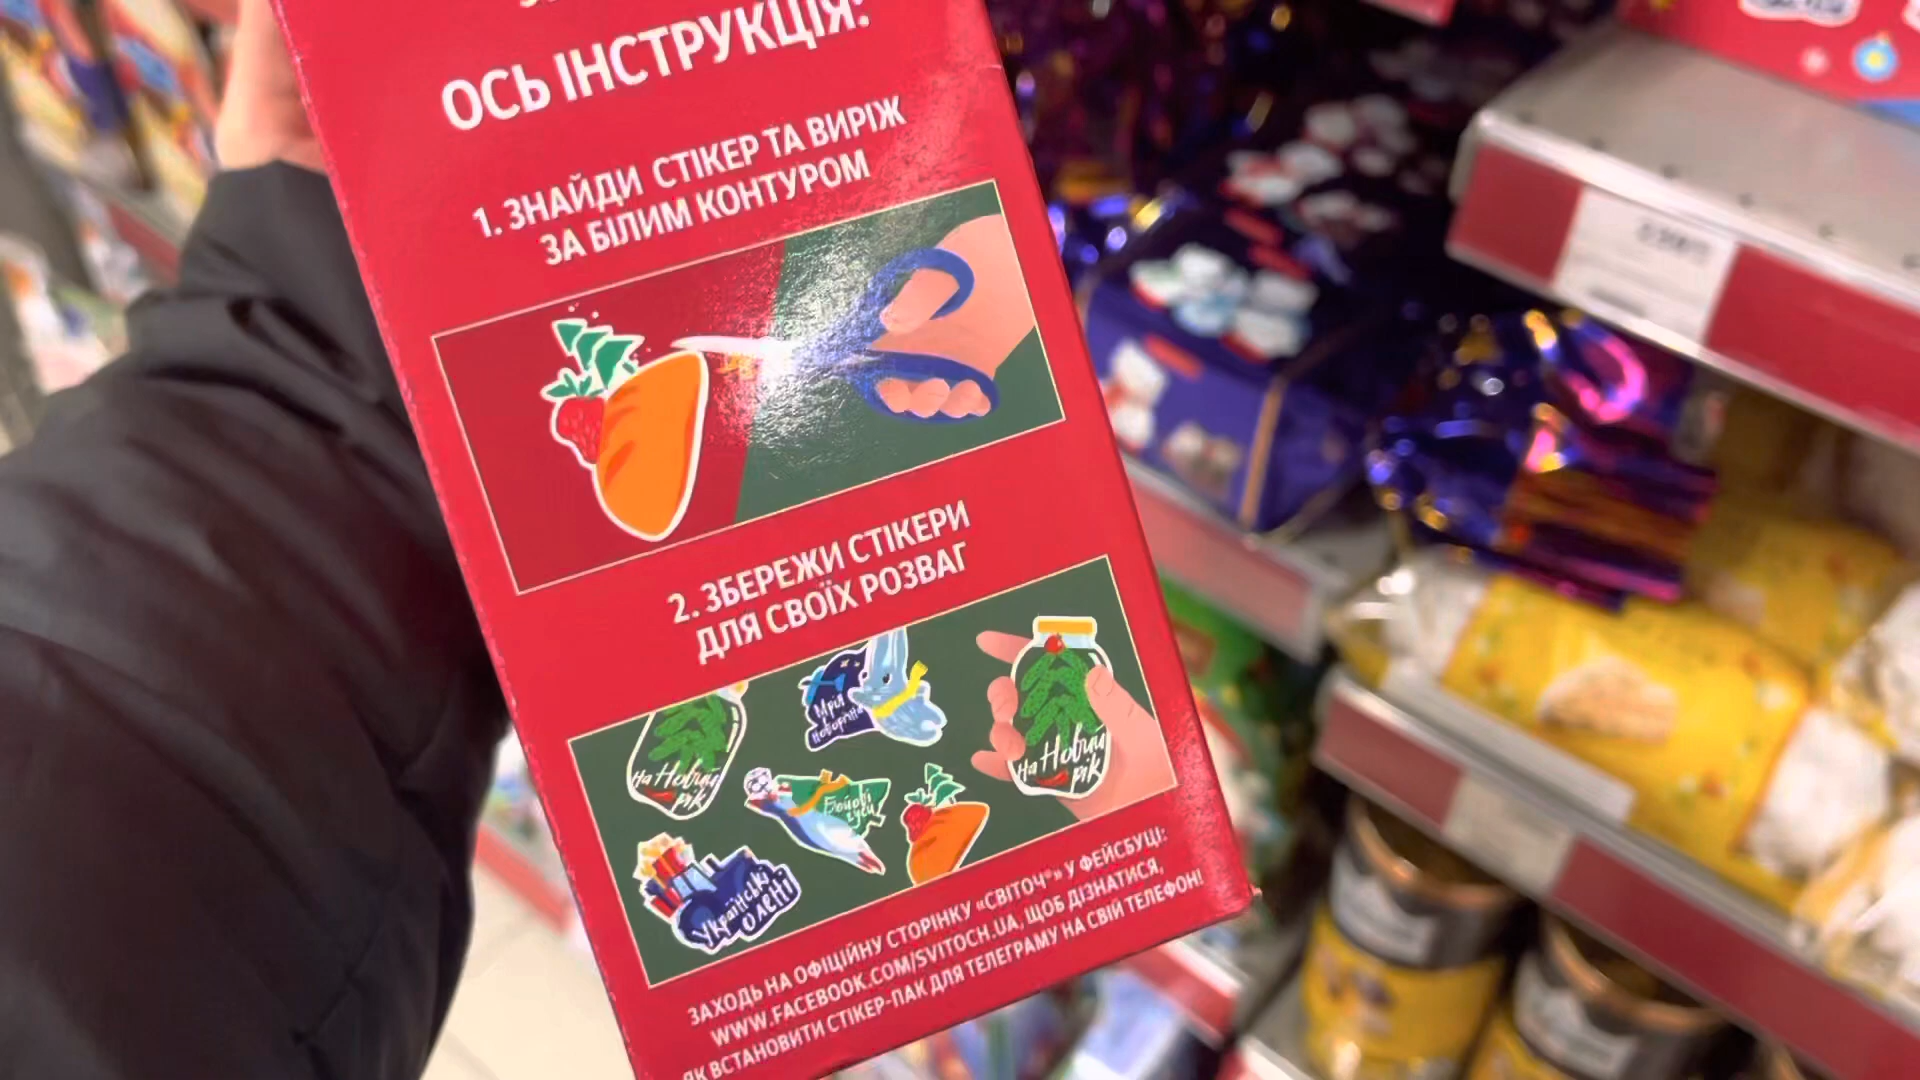 ОСЬ ІНСТРУКЦІЯ:
1. ЗНАЙДИ СТІКЕР ТА ВИРІЖ
ЗА БІЛИМ КОНТУРОМ
2. ЗБЕРЕЖИ СТІКЕРИ
ДЛЯ СВОЇХ РОЗВАГ
Мрія
На Новий
рік
На Новий
рік
Бойові
гуси
Українські
олені
ЗАХОДЬ НА ОФІЦІЙНУ СТОРІНКУ «СВІТОЧ®» У ФЕЙСБУЦІ:
WWW.FACEBOOK.COM/SVITOCH.UA, ЩОБ ДІЗНАТИСЯ,
ЯК ВСТАНОВИТИ СТІКЕР-ПАК ДЛЯ ТЕЛЕГРАМУ НА СВІЙ ТЕЛЕФОН!